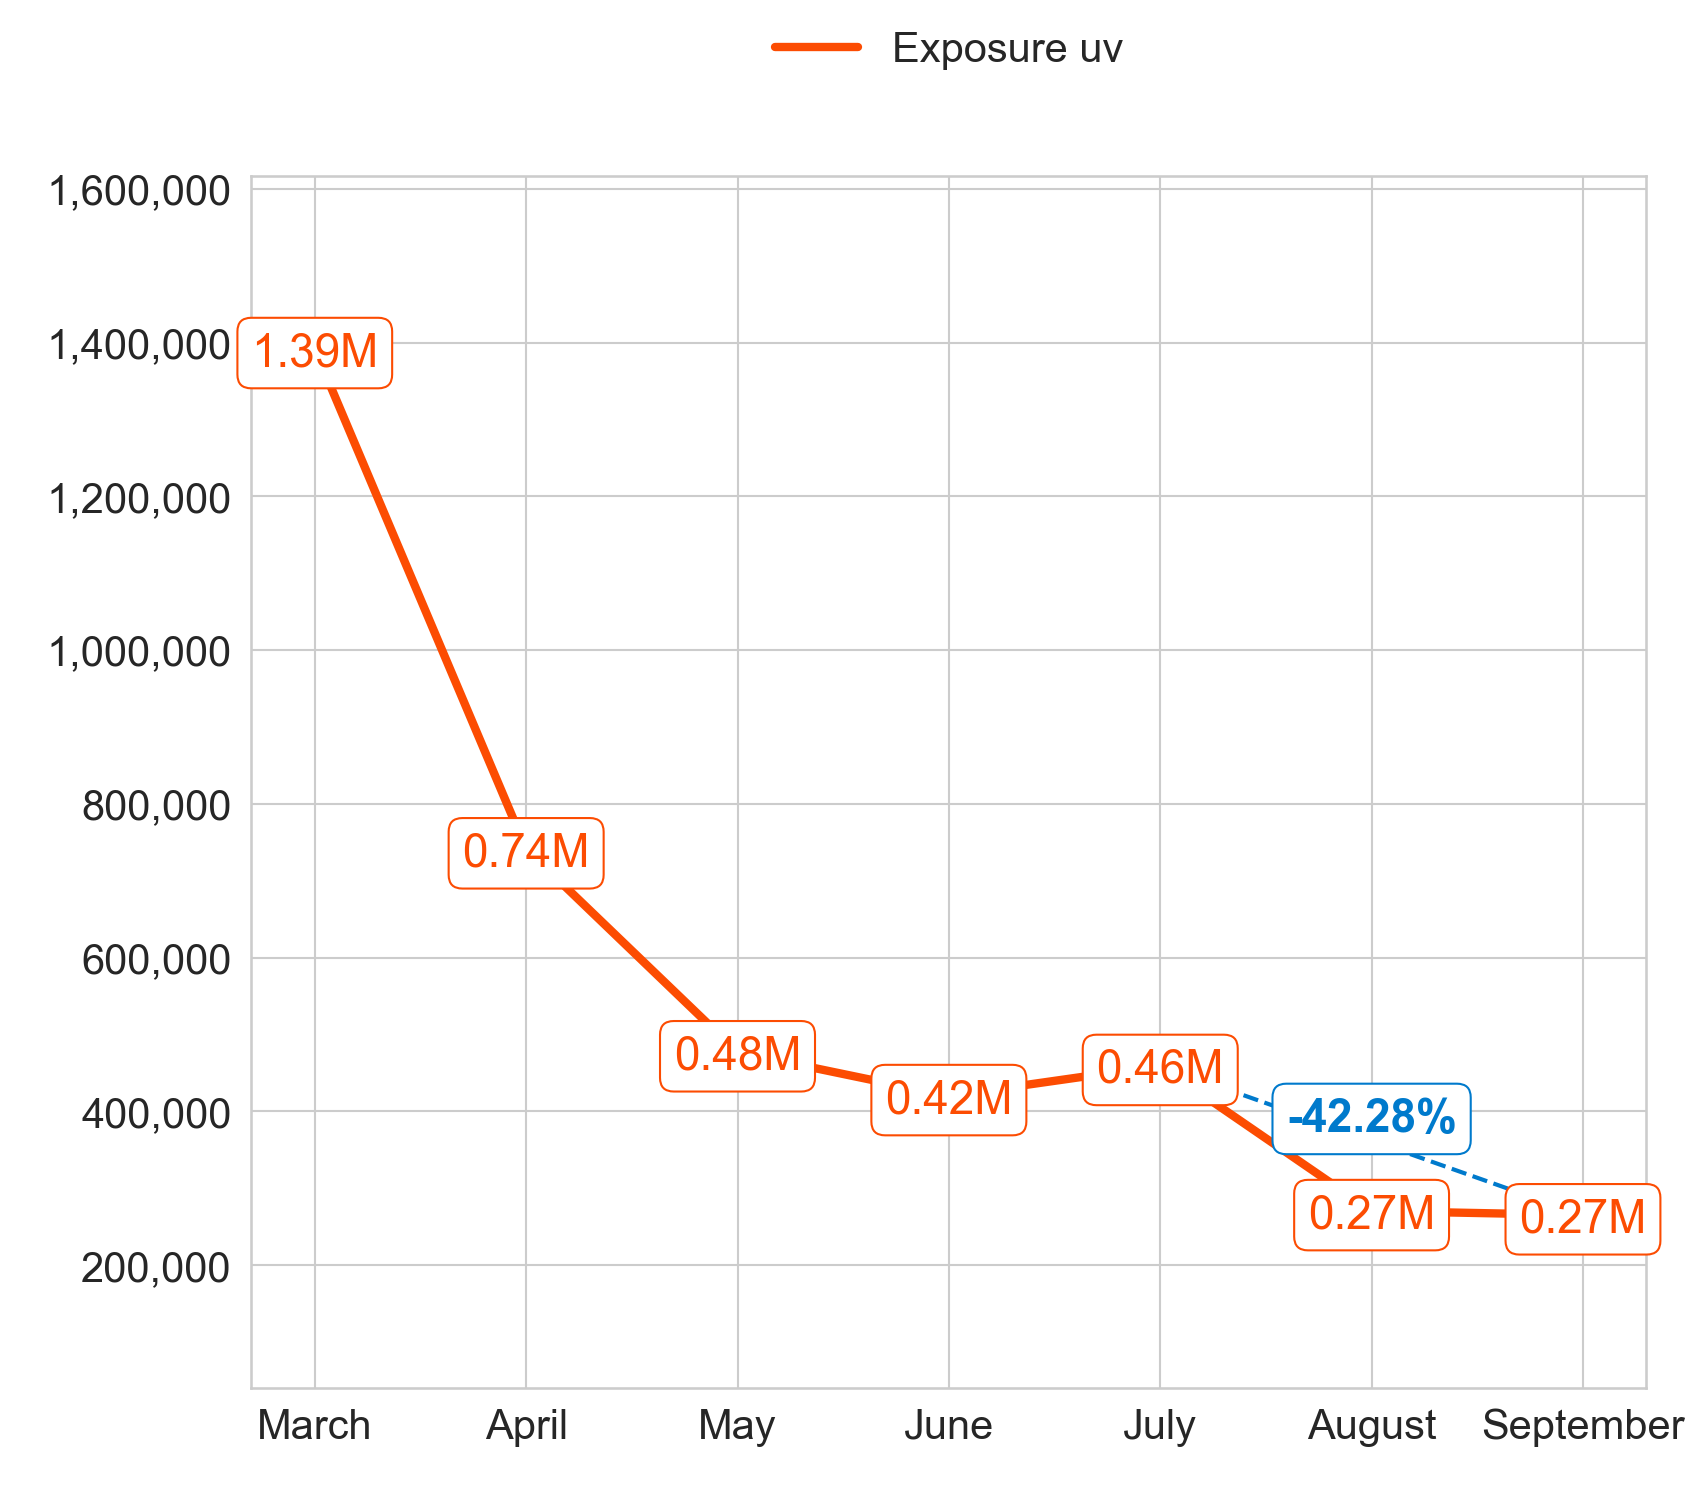 Exposure uv
1,600,000
1,400,000
1,200,000
1,000,000
800,000
600,000
400,000
200,000
1.39M
0.74M
0.48M
0.42M
0.46M
-42.28%
0.27M
0.27M
March April May June July August September